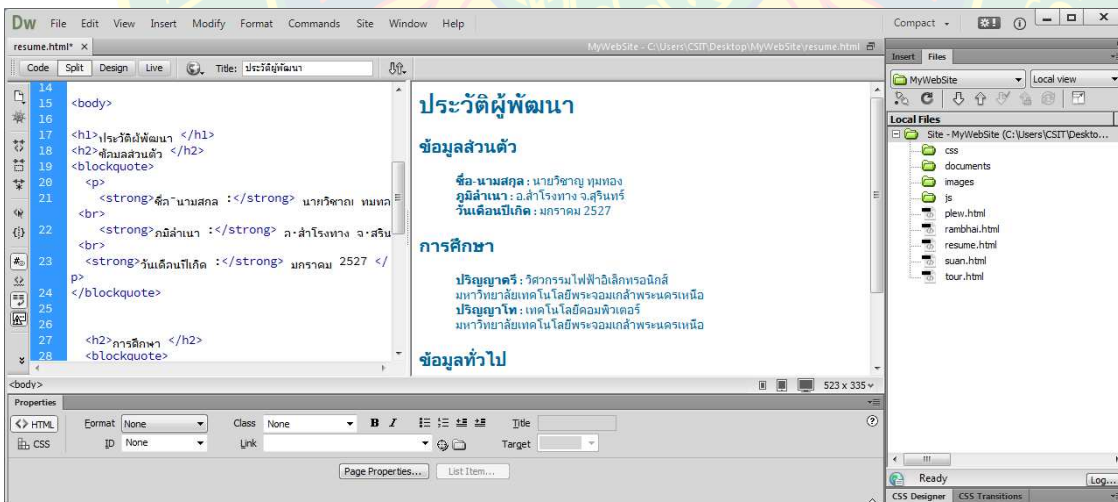 Dw File Edit View Insert Modify Format Commands Site Window Help Compact
resume.html* × MyWebSite - C:\Users\CSIT\Desktop\MyWebSite\resume.html
Code Split Design Live Title: ประวัติผู้พัฒนา
Insert Files
MyWebSite Local view
Local Files
Site - MyWebSite (C:\Users\CSIT\Deskto...
css
documents
images
js
plew.html
rambhai.html
resume.html
suan.html
tour.html
14
15 <body>
16
17 <h1>ประวัติผู้พัฒนา </h1>
18 <h2>ข้อมูลส่วนตัว </h2>
19 <blockquote>
20 <p>
21 <strong>ชื่อ-นามสกุล :</strong> นายวิชาญ ทุมทอ
<br>
22 <strong>ภูมิลำเนา :</strong> อ.สำโรงทาบ จ.สุริน
<br>
23 <strong>วันเดือนปีเกิด :</strong> มกราคม 2527 </
p>
24 </blockquote>
25
26
27 <h2>การศึกษา </h2>
28 <blockquote>
ประวัติผู้พัฒนา
ข้อมูลส่วนตัว
ชื่อ-นามสกุล : นายวิชาญ ทุมทอง
ภูมิลำเนา : อ.สำโรงทาบ จ.สุรินทร์
วันเดือนปีเกิด : มกราคม 2527
การศึกษา
ปริญญาตรี : วิศวกรรมไฟฟ้าอิเล็กทรอนิกส์
มหาวิทยาลัยเทคโนโลยีพระจอมเกล้าพระนครเหนือ
ปริญญาโท : เทคโนโลยีคอมพิวเตอร์
มหาวิทยาลัยเทคโนโลยีพระจอมเกล้าพระนครเหนือ
ข้อมูลทั่วไป
<body> 523 x 335
Properties
<> HTML Format None Class None B I Title
CSS ID None Link Target
Page Properties... List Item...
Ready Log...
CSS Designer CSS Transitions